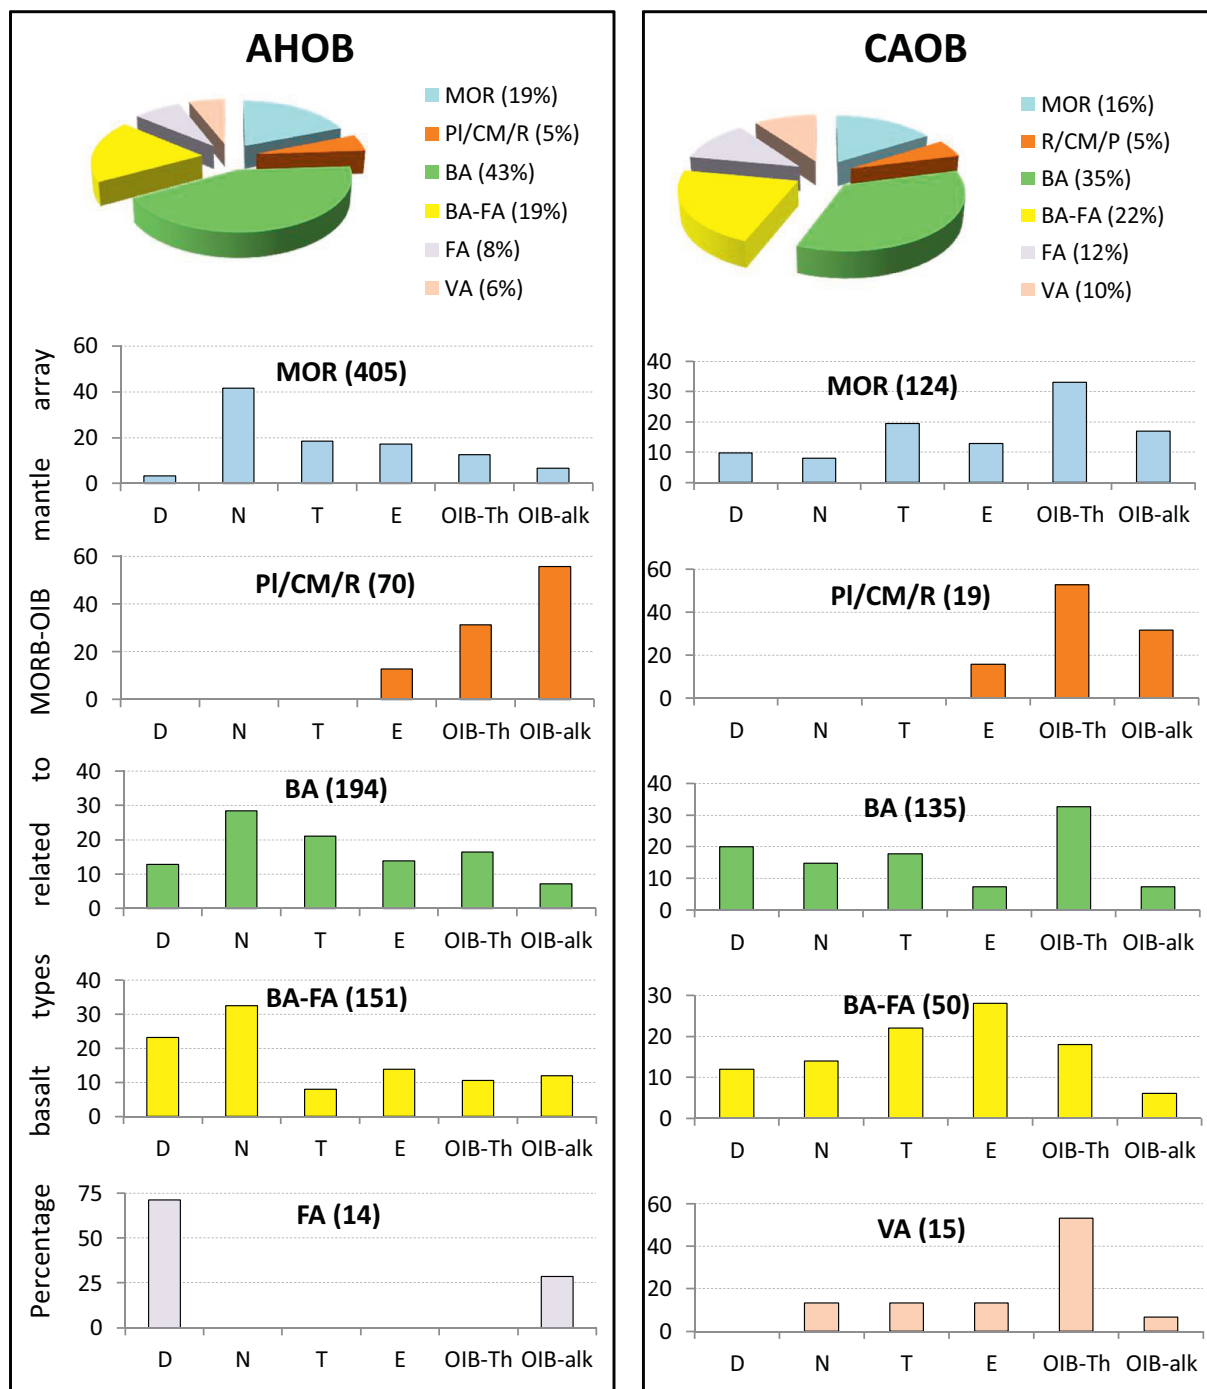 AHOB
MOR (19%)
Pl/CM/R (5%)
BA (43%)
BA-FA (19%)
FA (8%)
VA (6%)
Percentage basalt types related to MORB-OIB mantle array
60
40
20
0
MOR (405)
D N T E OIB-Th OIB-alk
60
40
20
0
Pl/CM/R (70)
D N T E OIB-Th OIB-alk
40
30
20
10
0
BA (194)
D N T E OIB-Th OIB-alk
40
30
20
10
0
BA-FA (151)
D N T E OIB-Th OIB-alk
75
50
25
0
FA (14)
D N T E OIB-Th OIB-alk
CAOB
MOR (16%)
R/CM/P (5%)
BA (35%)
BA-FA (22%)
FA (12%)
VA (10%)
40
30
20
10
0
MOR (124)
D N T E OIB-Th OIB-alk
60
40
20
0
Pl/CM/R (19)
D N T E OIB-Th OIB-alk
40
30
20
10
0
BA (135)
D N T E OIB-Th OIB-alk
30
20
10
0
BA-FA (50)
D N T E OIB-Th OIB-alk
60
40
20
0
VA (15)
D N T E OIB-Th OIB-alk